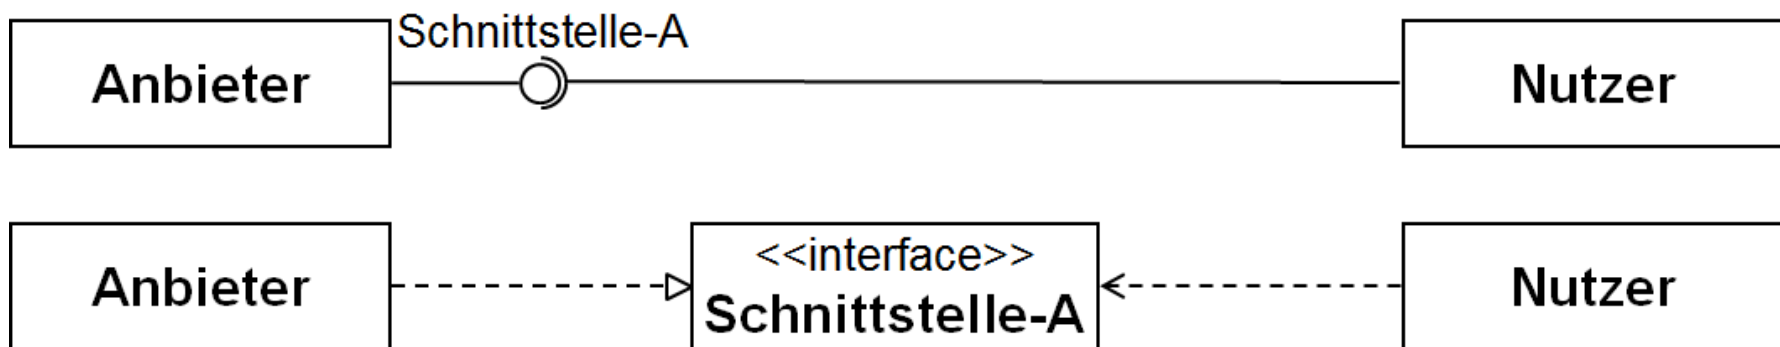 Schnittstelle-A
Anbieter
Nutzer
<<interface>>
Anbieter
Schnittstelle-A
Nutzer